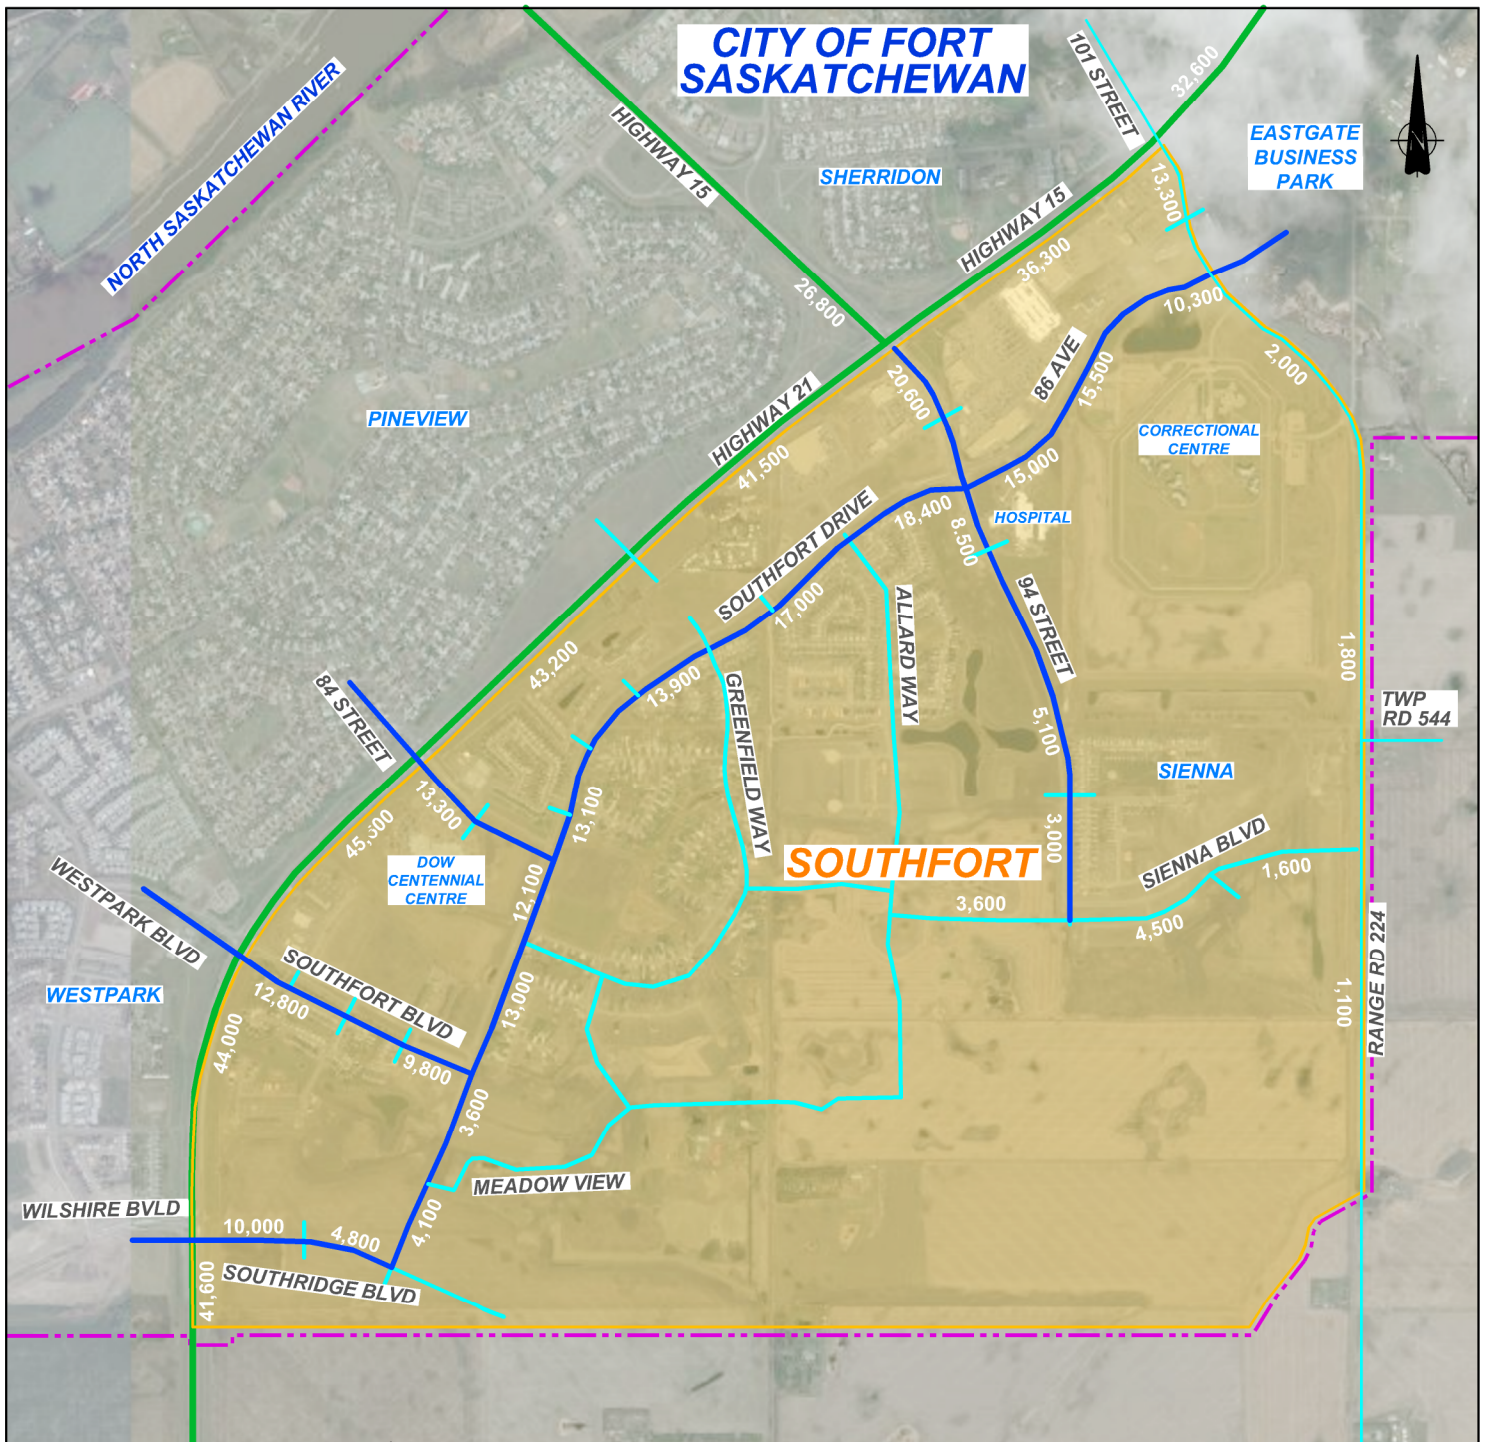 CITY OF FORT
SASKATCHEWAN
101 STREET
32,600
NORTH SASKATCHEWAN RIVER
HIGHWAY 15
SHERRIDON
EASTGATE
BUSINESS
PARK
N
13,300
HIGHWAY 15
36,300
26,800
10,300
2,000
86 AVE
15,500
20,600
PINEVIEW
HIGHWAY 21
41,500
CORRECTIONAL
CENTRE
15,000
18,400
HOSPITAL
8.500
SOUTHFORT DRIVE
17,000
ALLARD WAY
94 STREET
1,800
43,200
13,900
84 STREET
GREENFIELD WAY
TWP
RD 544
5,100
SIENNA
13,300
13,100
45,500
3,000
SOUTHFORT
SIENNA BLVD
1,600
DOW
CENTENNIAL
CENTRE
WESTPARK BLVD
12,100
3,600
4,500
RANGE RD 224
WESTPARK
SOUTHFORT BLVD
12,800
13,000
1,100
44,000
9,800
3,600
MEADOW VIEW
WILSHIRE BVLD
10,000
4,800
4,100
SOUTHRIDGE BLVD
41,600